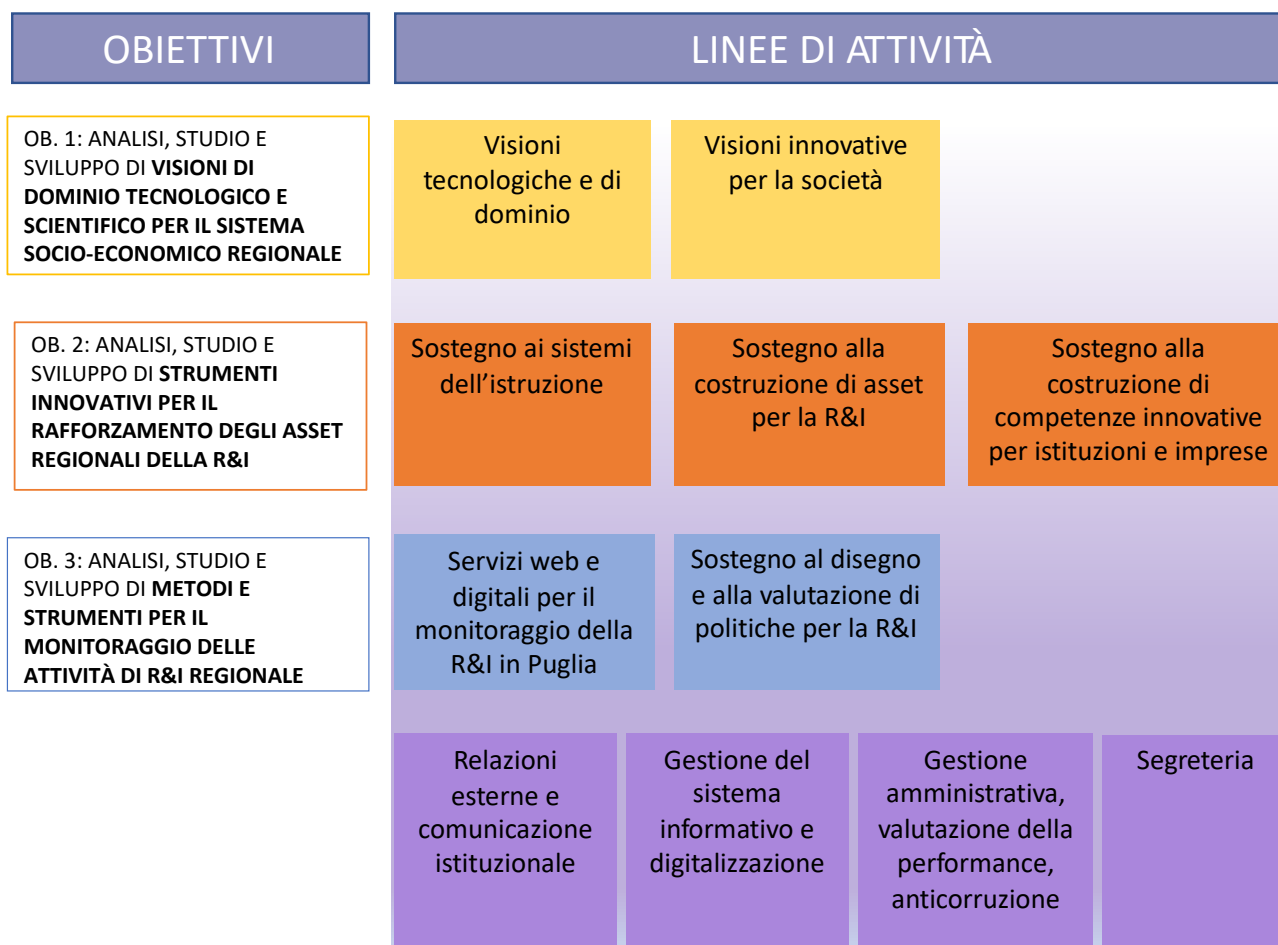 OBIETTIVI
LINEE DI ATTIVITÀ
OB. 1: ANALISI, STUDIO E
SVILUPPO DI VISIONI DI
DOMINIO TECNOLOGICO E
SCIENTIFICO PER IL SISTEMA
SOCIO-ECONOMICO REGIONALE
Visioni
tecnologiche e di
dominio
Visioni innovative
per la società
OB. 2: ANALISI, STUDIO E
SVILUPPO DI STRUMENTI
INNOVATIVI PER IL
RAFFORZAMENTO DEGLI ASSET
REGIONALI DELLA R&I
Sostegno ai sistemi
dell’istruzione
Sostegno alla
costruzione di asset
per la R&I
Sostegno alla
costruzione di
competenze innovative
per istituzioni e imprese
OB. 3: ANALISI, STUDIO E
SVILUPPO DI METODI E
STRUMENTI PER IL
MONITORAGGIO DELLE
ATTIVITÀ DI R&I REGIONALE
Servizi web e
digitali per il
monitoraggio della
R&I in Puglia
Sostegno al disegno
e alla valutazione di
politiche per la R&I
Relazioni
esterne e
comunicazione
istituzionale
Gestione del
sistema
informativo e
digitalizzazione
Gestione
amministrativa,
valutazione della
performance,
anticorruzione
Segreteria